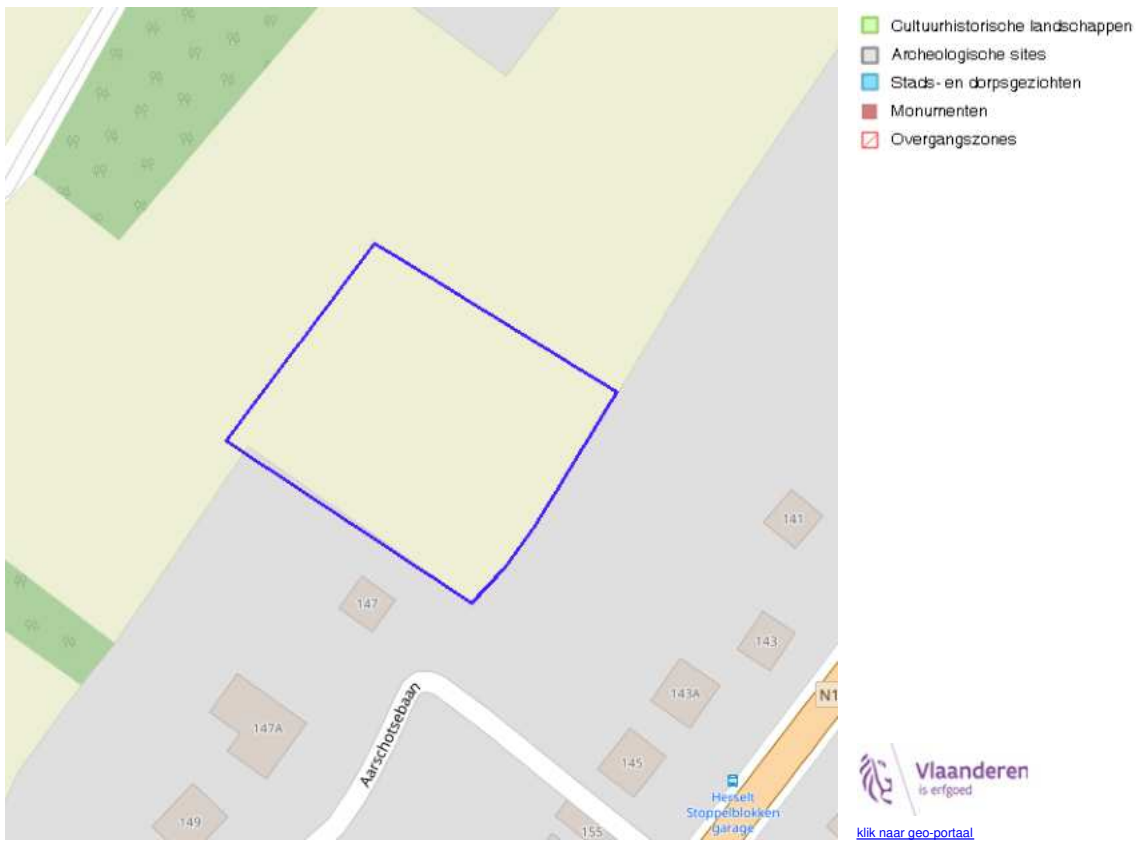 Cultuurhistorische landschappen
Archeologische sites
Stads- en dorpsgezichten
Monumenten
Overgangszones
141
147
143
143A
N1
147A
Aarschotsebaan
145
Hesselt
Stoppelblokken
garage
149
155
Vlaanderen
is erfgoed
klik naar geo-portaal